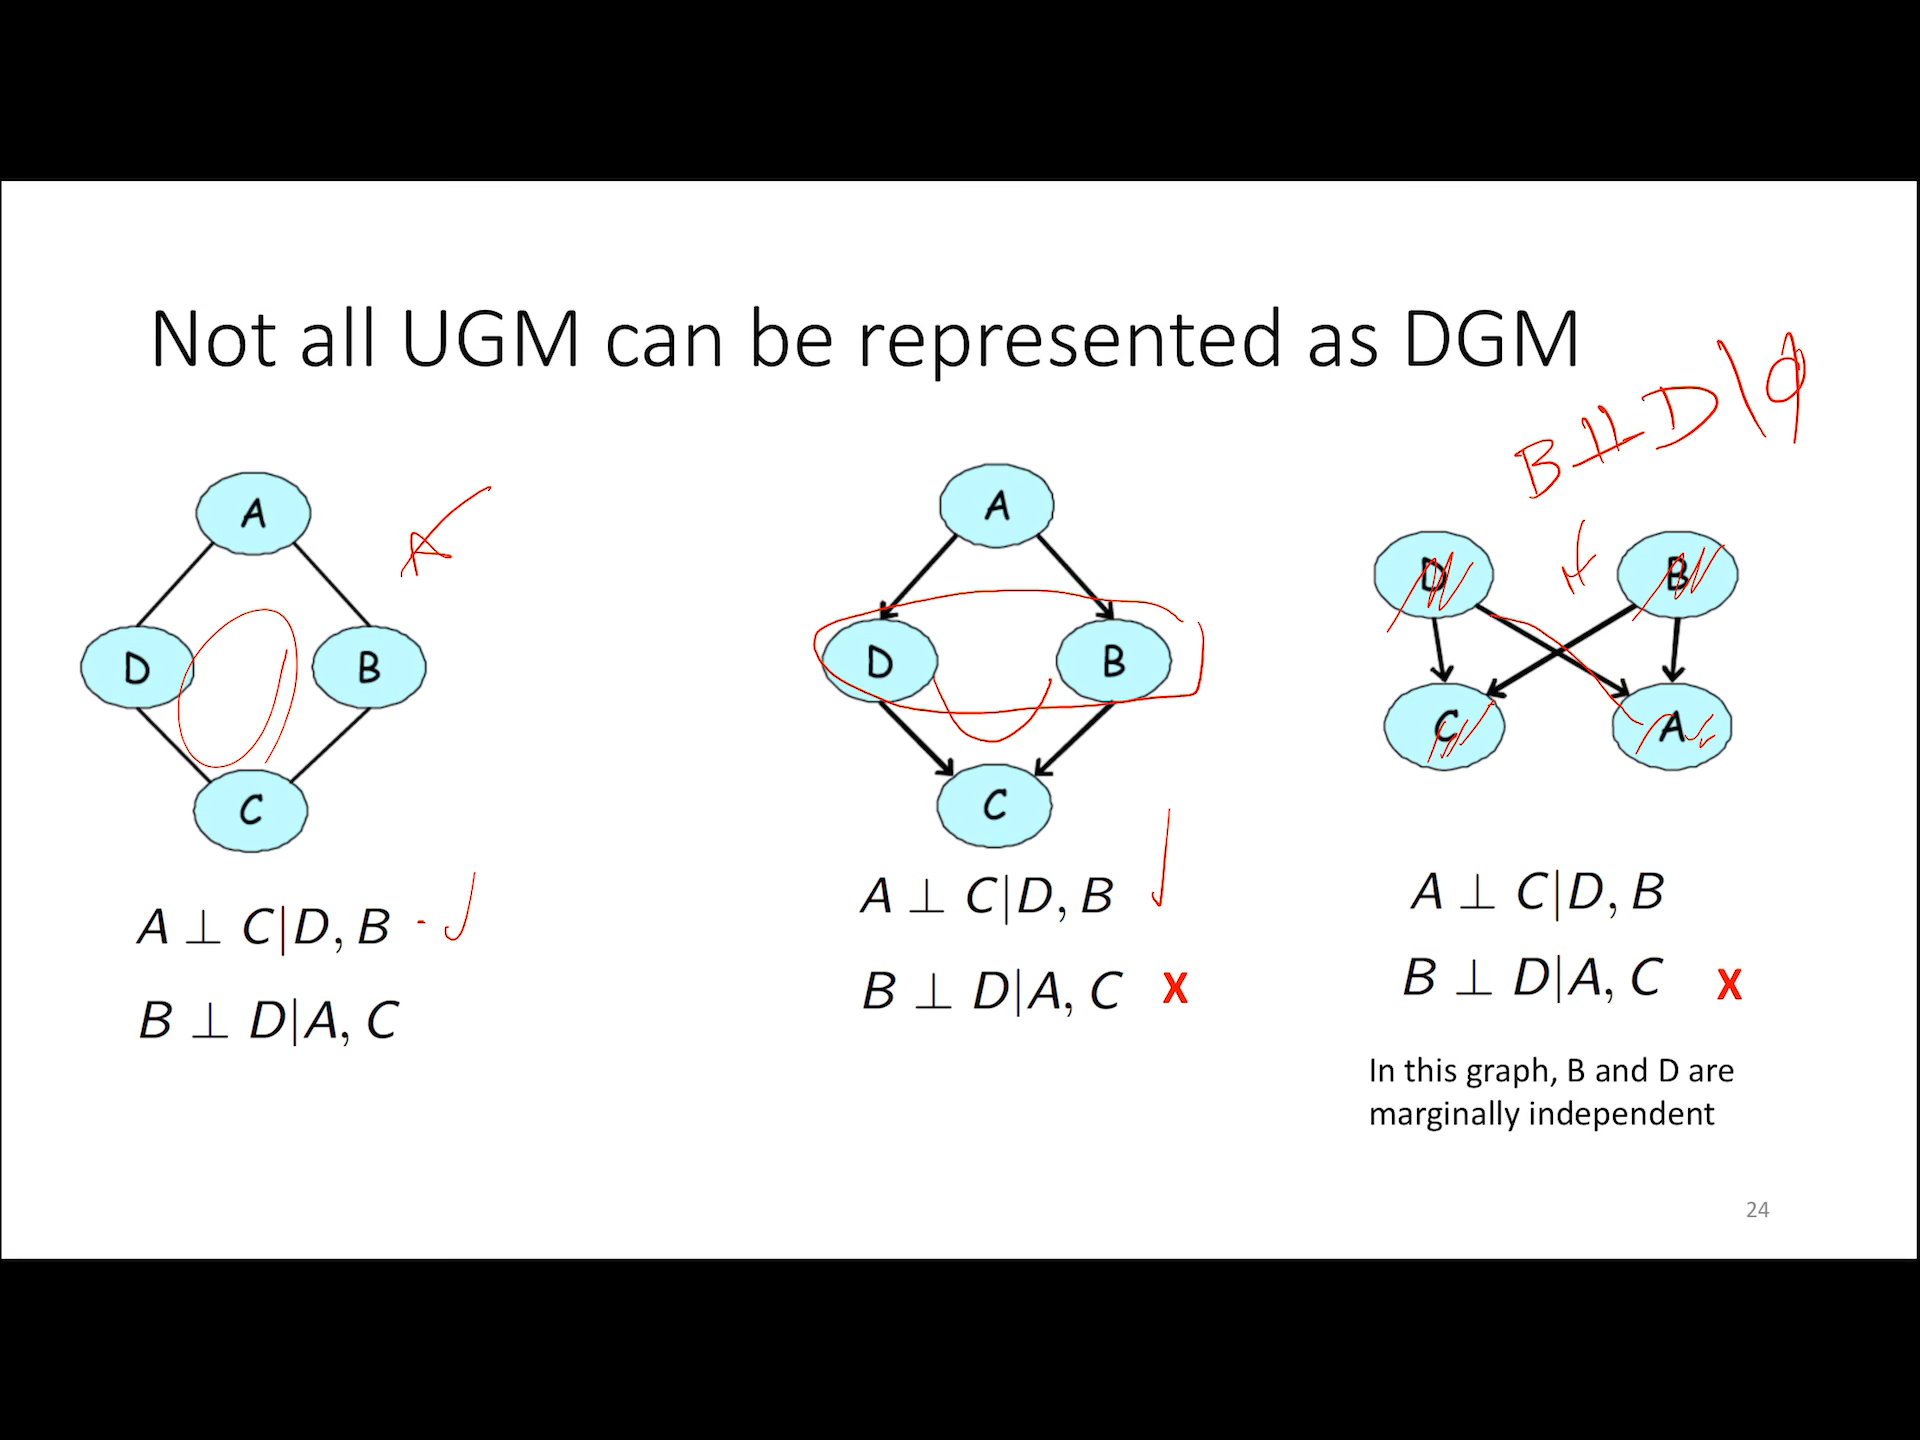 Not all UGM can be represented as DGM
B ⊥⊥ D | ϕ
A
D
B
C
A ⊥ C|D, B
B ⊥ D|A, C
A
D
B
C
A ⊥ C|D, B
B ⊥ D|A, C X
D
B
C
A
A ⊥ C|D, B
B ⊥ D|A, C X
In this graph, B and D are
marginally independent
24